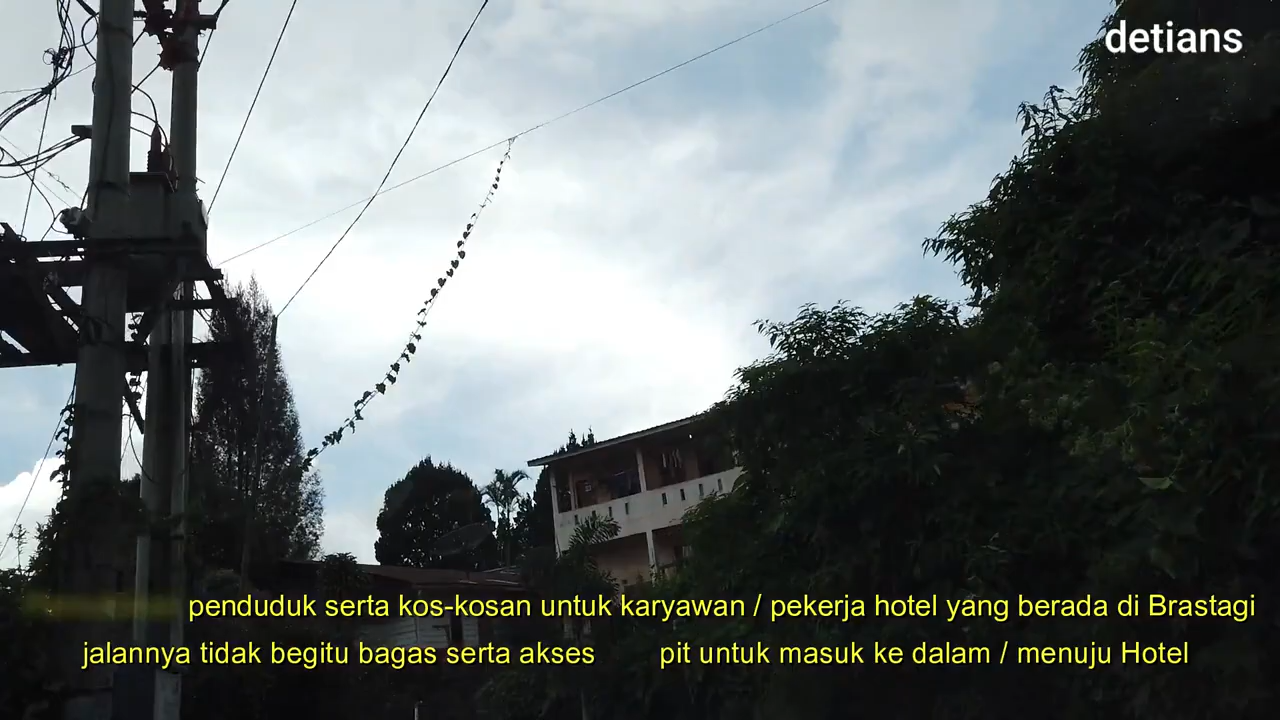 detians
penduduk serta kos-kosan untuk karyawan / pekerja hotel yang berada di Brastagi
jalannya tidak begitu bagas serta akses pit untuk masuk ke dalam / menuju Hotel